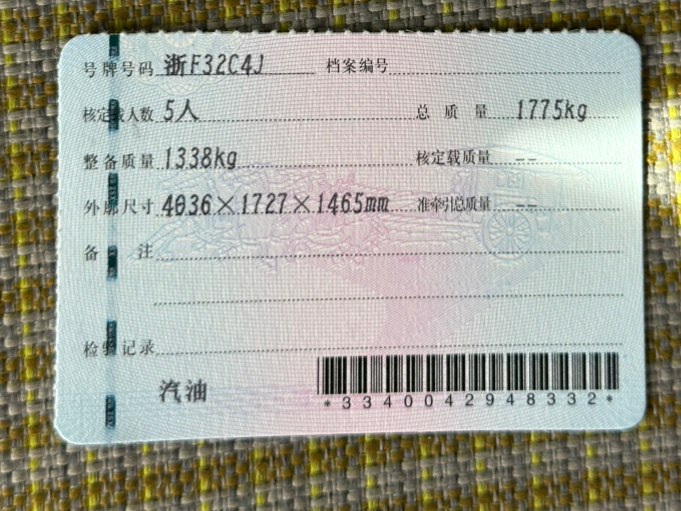 号牌号码 浙F32C4J 档案编号
核定载人数 5人 总质量 1775kg
整备质量 1338kg 核定载质量 --
外廓尺寸 4036×1727×1465mm 准牵引总质量 --
备注
检验记录
汽油
*3340042948332*